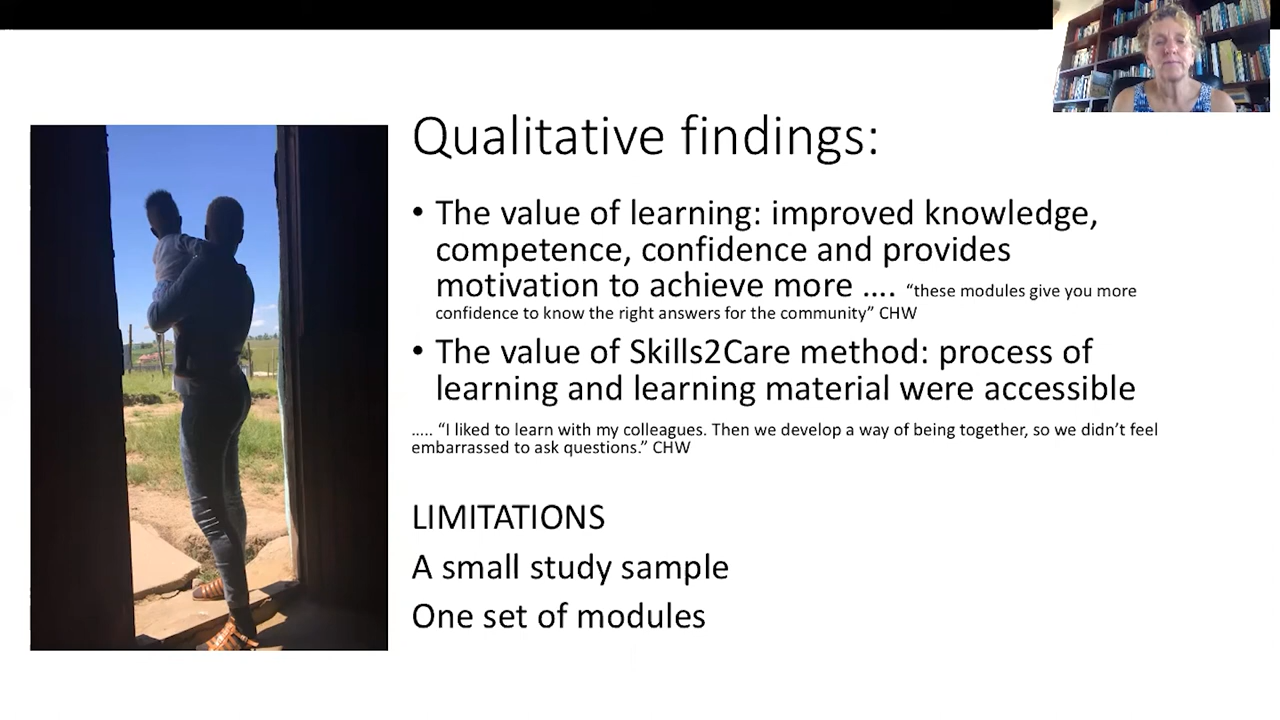 Qualitative findings:
• The value of learning: improved knowledge,
competence, confidence and provides
motivation to achieve more .... “these modules give you more
confidence to know the right answers for the community” CHW
• The value of Skills2Care method: process of
learning and learning material were accessible
..... “I liked to learn with my colleagues. Then we develop a way of being together, so we didn’t feel
embarrassed to ask questions.” CHW
LIMITATIONS
A small study sample
One set of modules